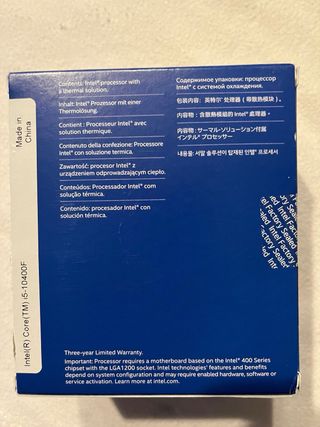 Contents: Intel® processor with
a thermal solution.
Inhalt: Intel® Prozessor mit einer
Thermolösung.
Contient : Processeur Intel® avec
solution thermique.
Contenuto della confezione: Processore
Intel® con soluzione termica.
Zawartość: procesor Intel® z
urządzeniem odprowadzającym ciepło.
Conteúdos: Processador Intel® com
solução térmica.
Contenido: procesador Intel® con
solución térmica.
Содержимое упаковки: процессор
Intel® с системой охлаждения.
包装内容: 英特尔® 处理器 ( 带散热模块 ) 。
內容物: 含散熱模組的 Intel® 處理器。
内容物: サーマル・ソリューション付属
インテル® プロセッサー
내용물: 서멀 솔루션이 탑재된 인텔® 프로세서
Made in
China
Intel(R) Core(TM) i5-10400F
Factory Sealed
Intel Factory Sealed
Intel Factory Sealed
Three-year Limited Warranty.
Important: Processor requires a motherboard based on the Intel® 400 Series
chipset with the LGA1200 socket. Intel technologies' features and benefits
depend on system configuration and may require enabled hardware, software or
service activation. Learn more at intel.com.